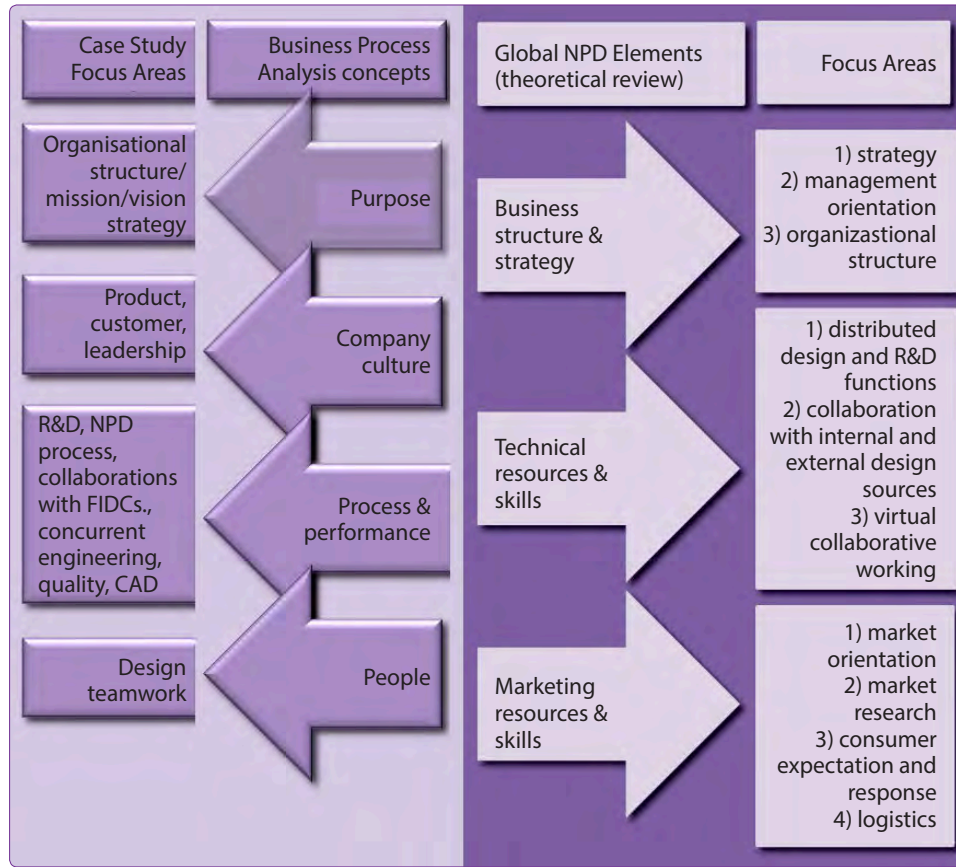 Case Study
Focus Areas
Business Process
Analysis concepts
Organisational
structure/
mission/vision
strategy
Purpose
Product,
customer,
leadership
Company
culture
R&D, NPD
process,
collaborations
with FIDCs.,
concurrent
engineering,
quality, CAD
Process &
performance
Design
teamwork
People
Global NPD Elements
(theoretical review)
Focus Areas
Business
structure &
strategy
1) strategy
2) management
orientation
3) organizastional
structure
Technical
resources &
skills
1) distributed
design and R&D
functions
2) collaboration
with internal and
external design
sources
3) virtual
collaborative
working
Marketing
resources &
skills
1) market
orientation
2) market
research
3) consumer
expectation and
response
4) logistics